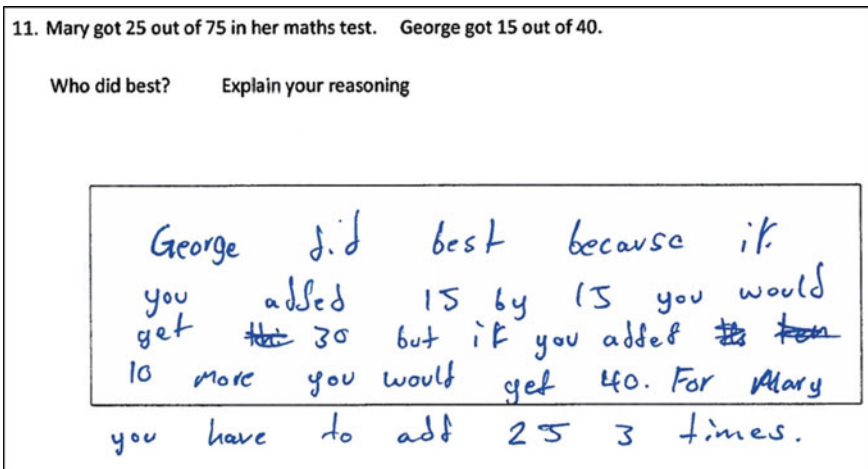 11. Mary got 25 out of 75 in her maths test. George got 15 out of 40.
Who did best? Explain your reasoning
George did best because if
you added 15 by 15 you would
get 30 but if you added
10 more you would get 40. For Mary
you have to add 25 3 times.